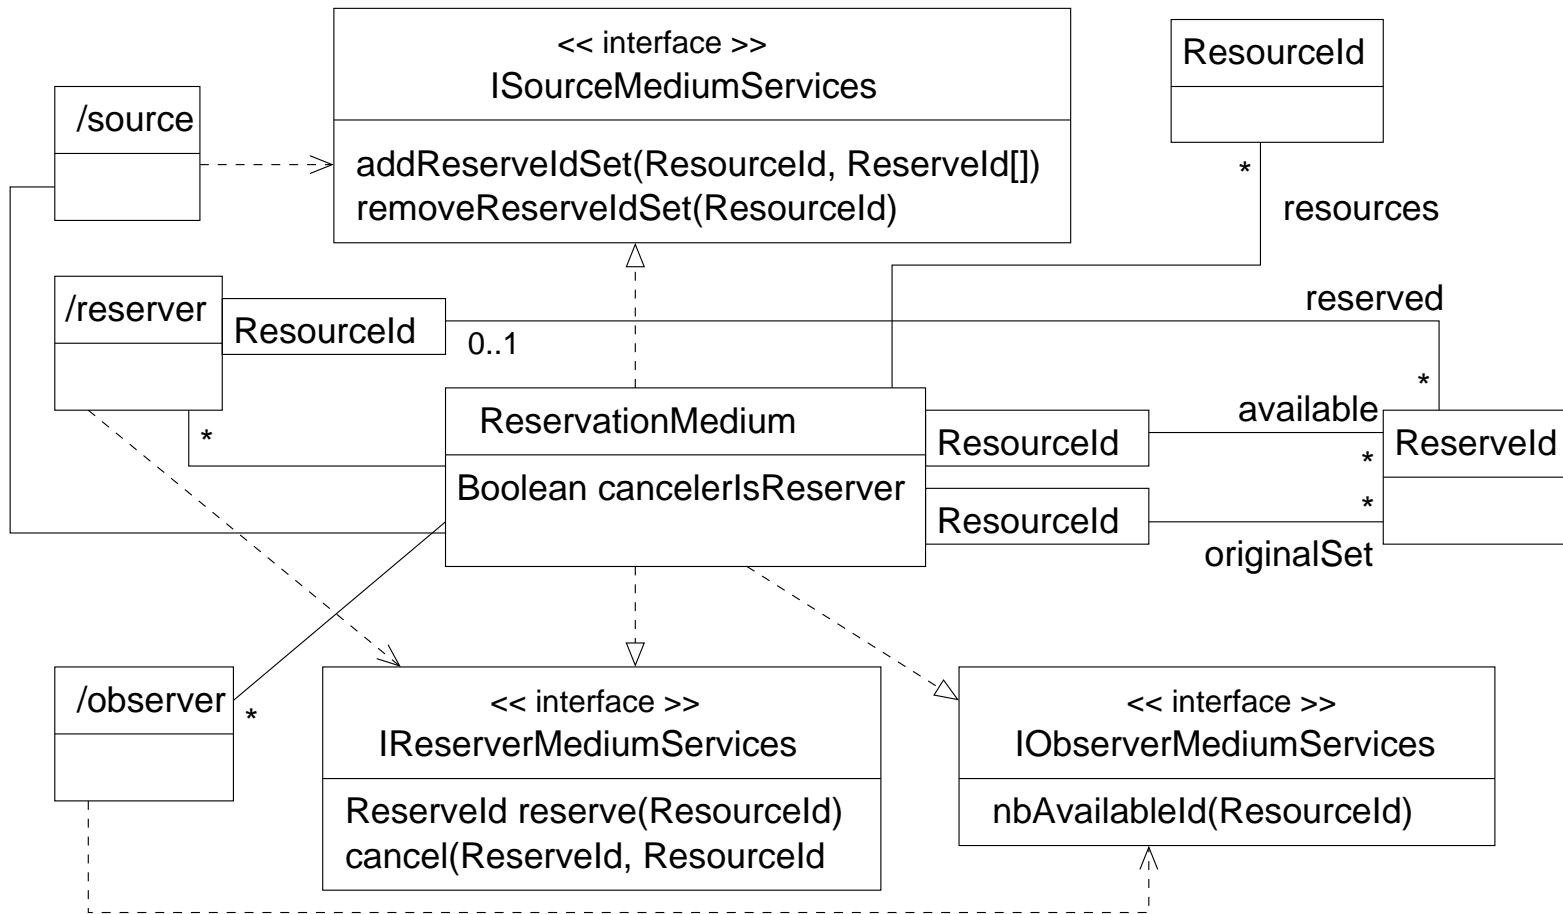 << interface >>
ISourceMediumServices
addReserveIdSet(ResourceId, ReserveId[])
removeReserveIdSet(ResourceId)
ResourceId
*
resources
/source
/reserver
ResourceId
0..1
reserved
*
*
ReservationMedium
Boolean cancelerIsReserver
ResourceId
available
*
ResourceId
*
originalSet
ReserveId
/observer
*
<< interface >>
IReserverMediumServices
ReserveId reserve(ResourceId)
cancel(ReserveId, ResourceId
<< interface >>
IObserverMediumServices
nbAvailableId(ResourceId)